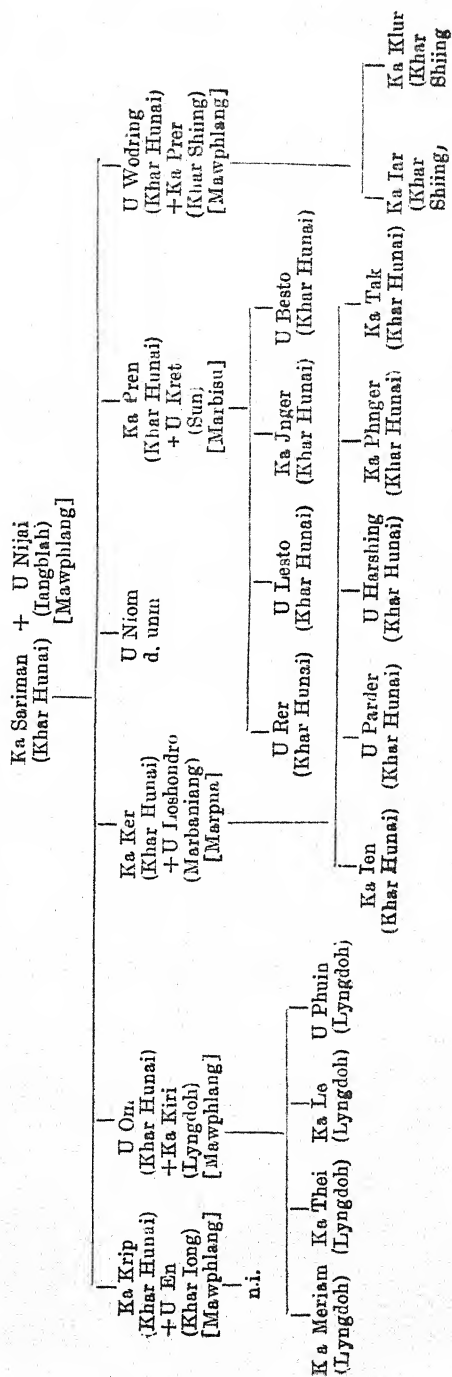 Ka Sariman + U Nijai
(Khar Hunai) (Iangblah)
[Mawphlang]
Ka Krip
(Khar Hunai)
+U En
(Khar Iong)
[Mawphlang]
n.i.
U Om
(Khar Hunai)
+Ka Kiri
(Lyngdoh)
[Mawphlang]
Ka Ker
(Khar Hunai)
+U Loshondro
(Marbaniang)
[Marpna]
U Niom
d. unm
Ka Pren
(Khar Hunai)
+ U Kret
(Sun)
[Marbisu]
U Wodring
(Khar Hunai)
+Ka Prer
(Khar Shiing)
[Mawphlang]
Ka Meriam
(Lyngdoh)
Ka Thei
(Lyngdoh)
Ka Le
(Lyngdoh)
U Phuin
(Lyngdoh)
U Rer
(Khar Hunai)
U Lesto
(Khar Hunai)
Ka Jnger
(Khar Hunai)
U Besto
(Khar Hunai)
Ka Ien
(Khar Hunai)
U Parder
(Khar Hunai)
U Harshing
(Khar Hunai)
Ka Phnger
(Khar Hunai)
Ka Tak
(Khar Hunai)
Ka Iar
(Khar
Shiing)
Ka Klur
(Khar
Shiing